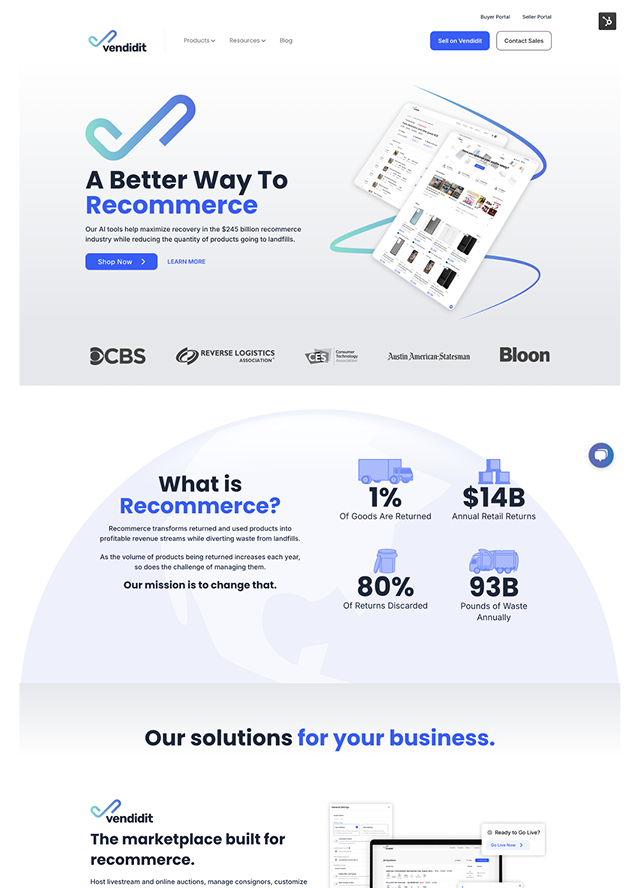 Buyer Portal Seller Portal
vendidit Products Resources Blog Sell on Vendidit Contact Sales
A Better Way To
Recommerce
Our AI tools help maximize recovery in the $245 billion recommerce
industry while reducing the quantity of products going to landfills.
Shop Now LEARN MORE
CBS REVERSE LOGISTICS ASSOCIATION CES Consumer Technology Association Austin American-Statesman Bloon
What is
Recommerce?
Recommerce transforms returned and used products into
profitable revenue streams while diverting waste from landfills.
As the volume of products being returned increases each year,
so does the challenge of managing them.
Our mission is to change that.
1%
Of Goods Are Returned
$14B
Annual Retail Returns
80%
Of Returns Discarded
93B
Pounds of Waste
Annually
Our solutions for your business.
vendidit
The marketplace built for
recommerce.
Host livestream and online auctions, manage consignors, customize
General Settings
Ready to Go Live?
Go Live Now